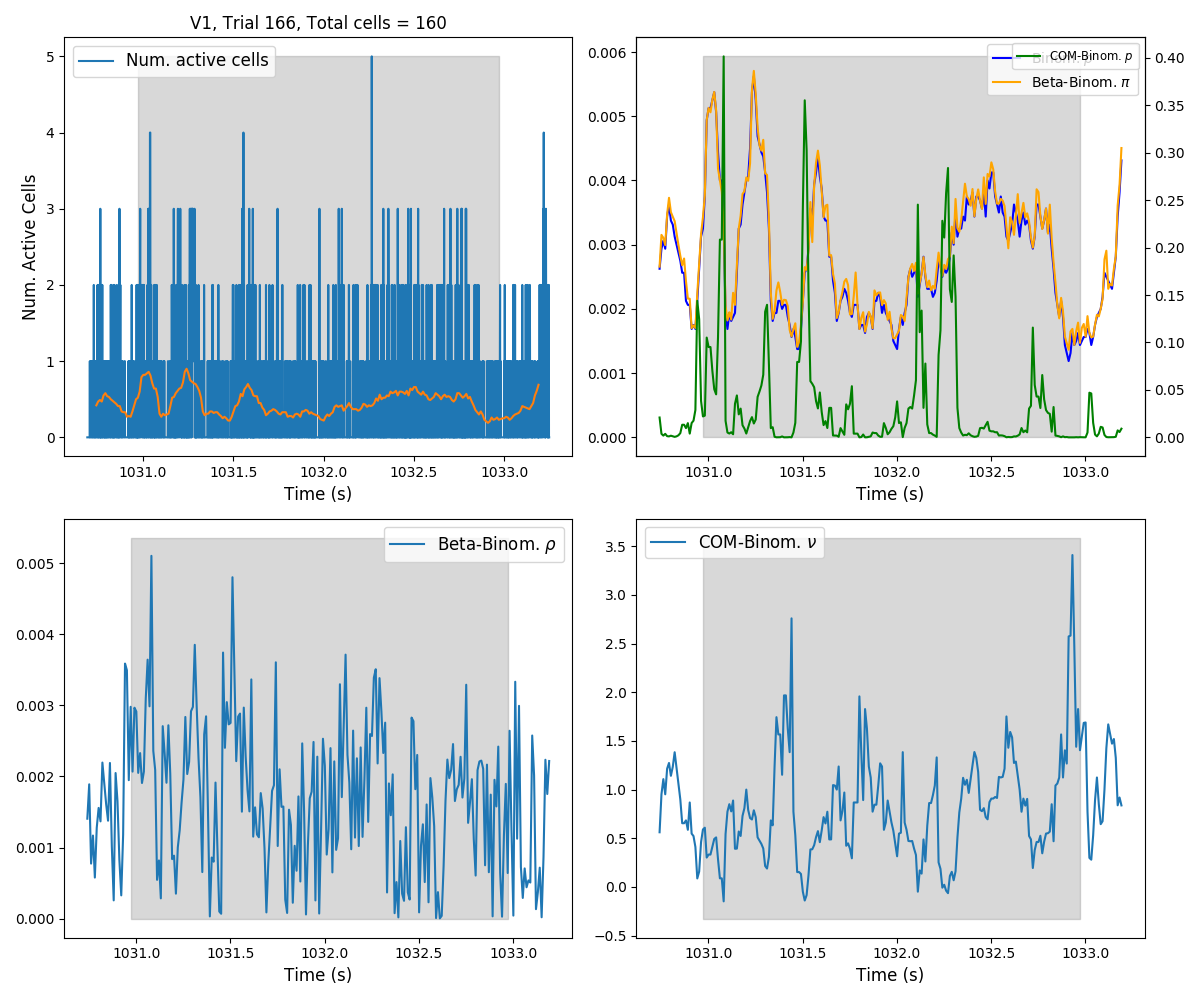 V1, Trial 166, Total cells = 160
Num. active cells
Num. Active Cells
5
4
3
2
1
0
1031.0 1031.5 1032.0 1032.5 1033.0
Time (s)
COM-Binom. p
Beta-Binom. π
0.006
0.005
0.004
0.003
0.002
0.001
0.000
0.40
0.35
0.30
0.25
0.20
0.15
0.10
0.05
0.00
1031.0 1031.5 1032.0 1032.5 1033.0
Time (s)
Beta-Binom. ρ
0.005
0.004
0.003
0.002
0.001
0.000
1031.0 1031.5 1032.0 1032.5 1033.0
Time (s)
COM-Binom. ν
3.5
3.0
2.5
2.0
1.5
1.0
0.5
0.0
−0.5
1031.0 1031.5 1032.0 1032.5 1033.0
Time (s)